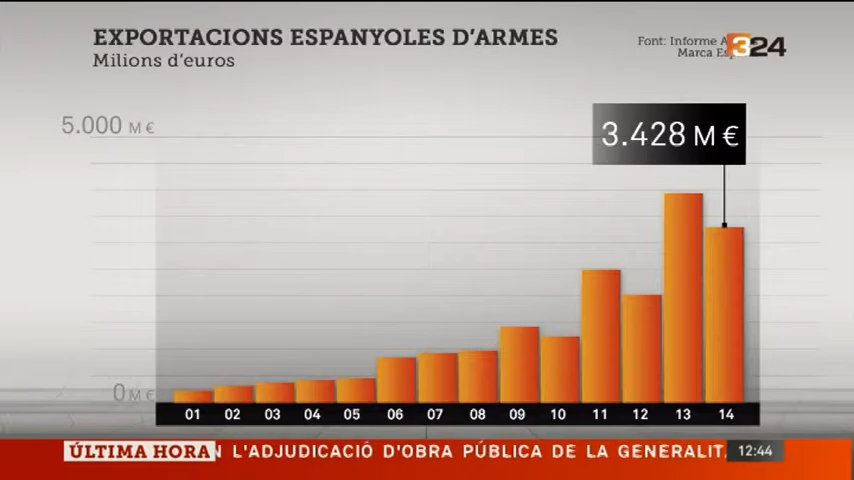 EXPORTACIONS ESPANYOLES D'ARMES
Milions d'euros
Font: Informe
Marca
324
5.000 M €
3.428 M €
0 M €
01 02 03 04 05 06 07 08 09 10 11 12 13 14
ÚLTIMA HORA N L'ADJUDICACIÓ D'OBRA PÚBLICA DE LA GENERALIT 12:44